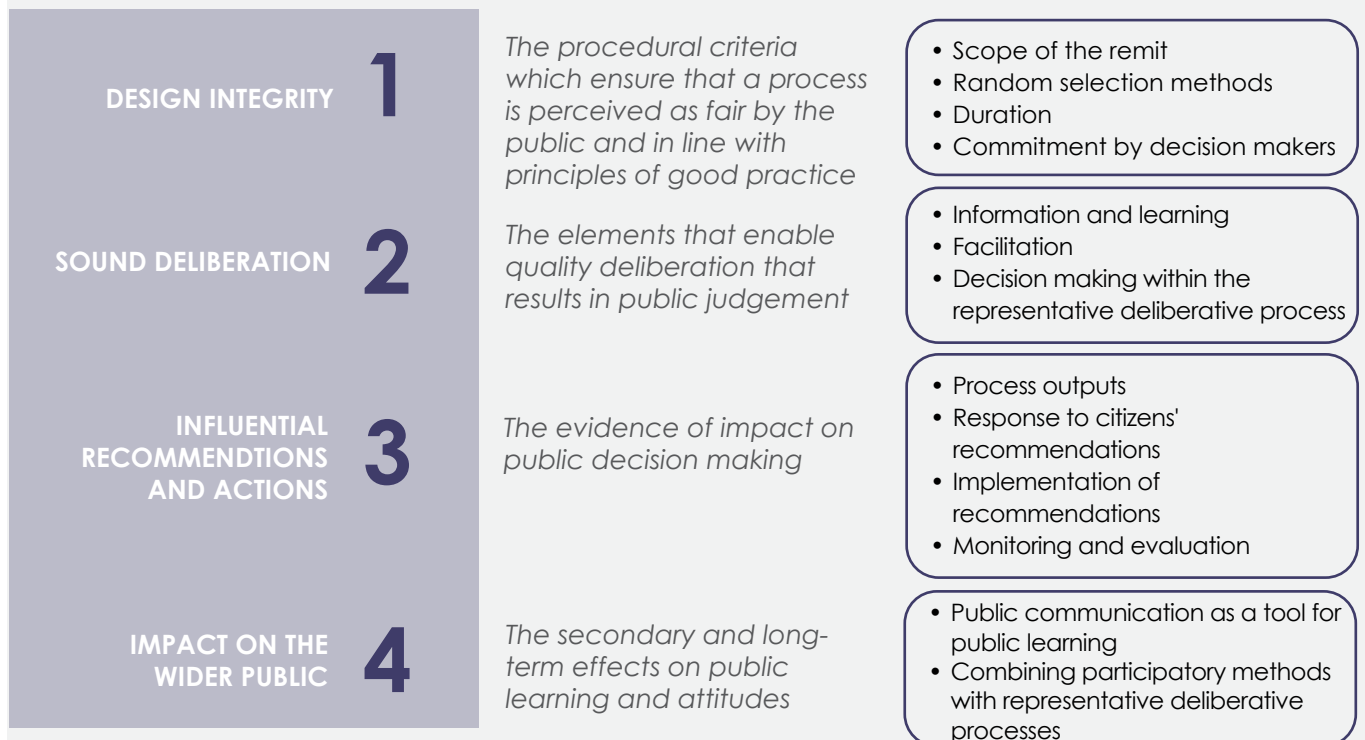 DESIGN INTEGRITY
1
The procedural criteria
which ensure that a process
is perceived as fair by the
public and in line with
principles of good practice
• Scope of the remit
• Random selection methods
• Duration
• Commitment by decision makers
SOUND DELIBERATION
2
The elements that enable
quality deliberation that
results in public judgement
• Information and learning
• Facilitation
• Decision making within the
representative deliberative process
INFLUENTIAL
RECOMMENDTIONS
AND ACTIONS
3
The evidence of impact on
public decision making
• Process outputs
• Response to citizens'
recommendations
• Implementation of
recommendations
• Monitoring and evaluation
IMPACT ON THE
WIDER PUBLIC
4
The secondary and long-
term effects on public
learning and attitudes
• Public communication as a tool for
public learning
• Combining participatory methods
with representative deliberative
processes